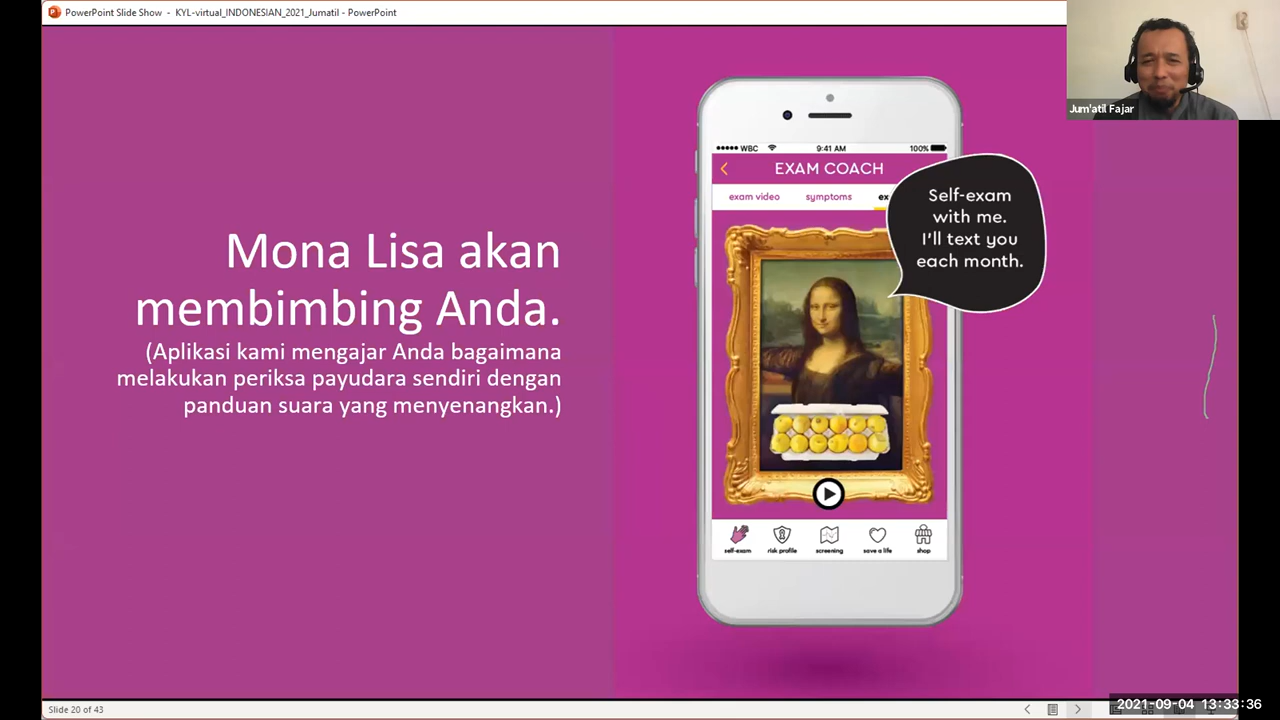 PowerPoint Slide Show - KYL-virtual_INDONESIAN_2021_Jumatil - PowerPoint
Jum'atil Fajar
Mona Lisa akan
membimbing Anda.
(Aplikasi kami mengajar Anda bagaimana
melakukan periksa payudara sendiri dengan
panduan suara yang menyenangkan.)
WBC 9:41 AM 100%
EXAM COACH
exam video symptoms ex
Self-exam
with me.
I'll text you
each month.
self-exam risk profile screening save a life shop
Slide 20 of 43
2021-09-04 13:33:36